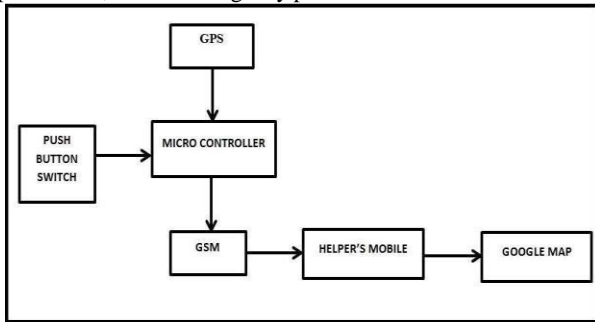 GPS
PUSH
BUTTON
SWITCH
MICRO CONTROLLER
GSM
HELPER'S MOBILE
GOOGLE MAP